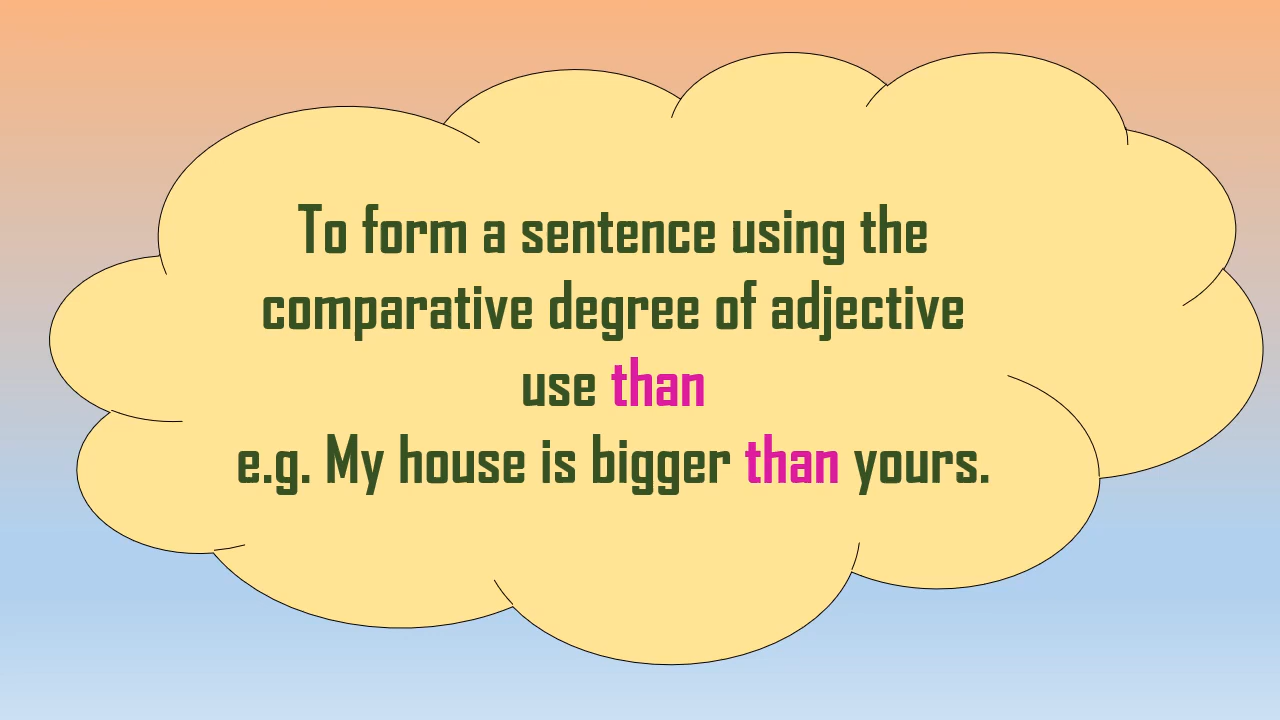 To form a sentence using the
comparative degree of adjective
use than
e.g. My house is bigger than yours.